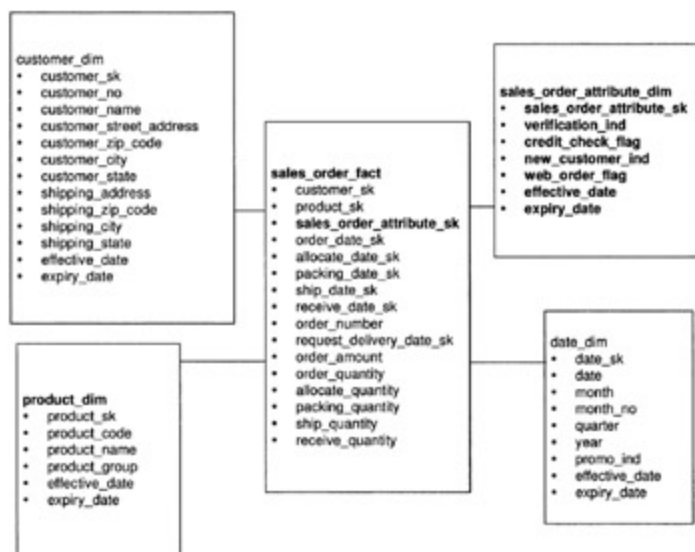 customer_dim
• customer_sk
• customer_no
• customer_name
• customer_street_address
• customer_zip_code
• customer_city
• customer_state
• shipping_address
• shipping_zip_code
• shipping_city
• shipping_state
• effective_date
• expiry_date
product_dim
• product_sk
• product_code
• product_name
• product_group
• effective_date
• expiry_date
sales_order_fact
• customer_sk
• product_sk
• sales_order_attribute_sk
• order_date_sk
• allocate_date_sk
• packing_date_sk
• ship_date_sk
• receive_date_sk
• order_number
• request_delivery_date_sk
• order_amount
• order_quantity
• allocate_quantity
• packing_quantity
• ship_quantity
• receive_quantity
sales_order_attribute_dim
• sales_order_attribute_sk
• verification_ind
• credit_check_flag
• new_customer_ind
• web_order_flag
• effective_date
• expiry_date
date_dim
• date_sk
• date
• month
• month_no
• quarter
• year
• promo_ind
• effective_date
• expiry_date